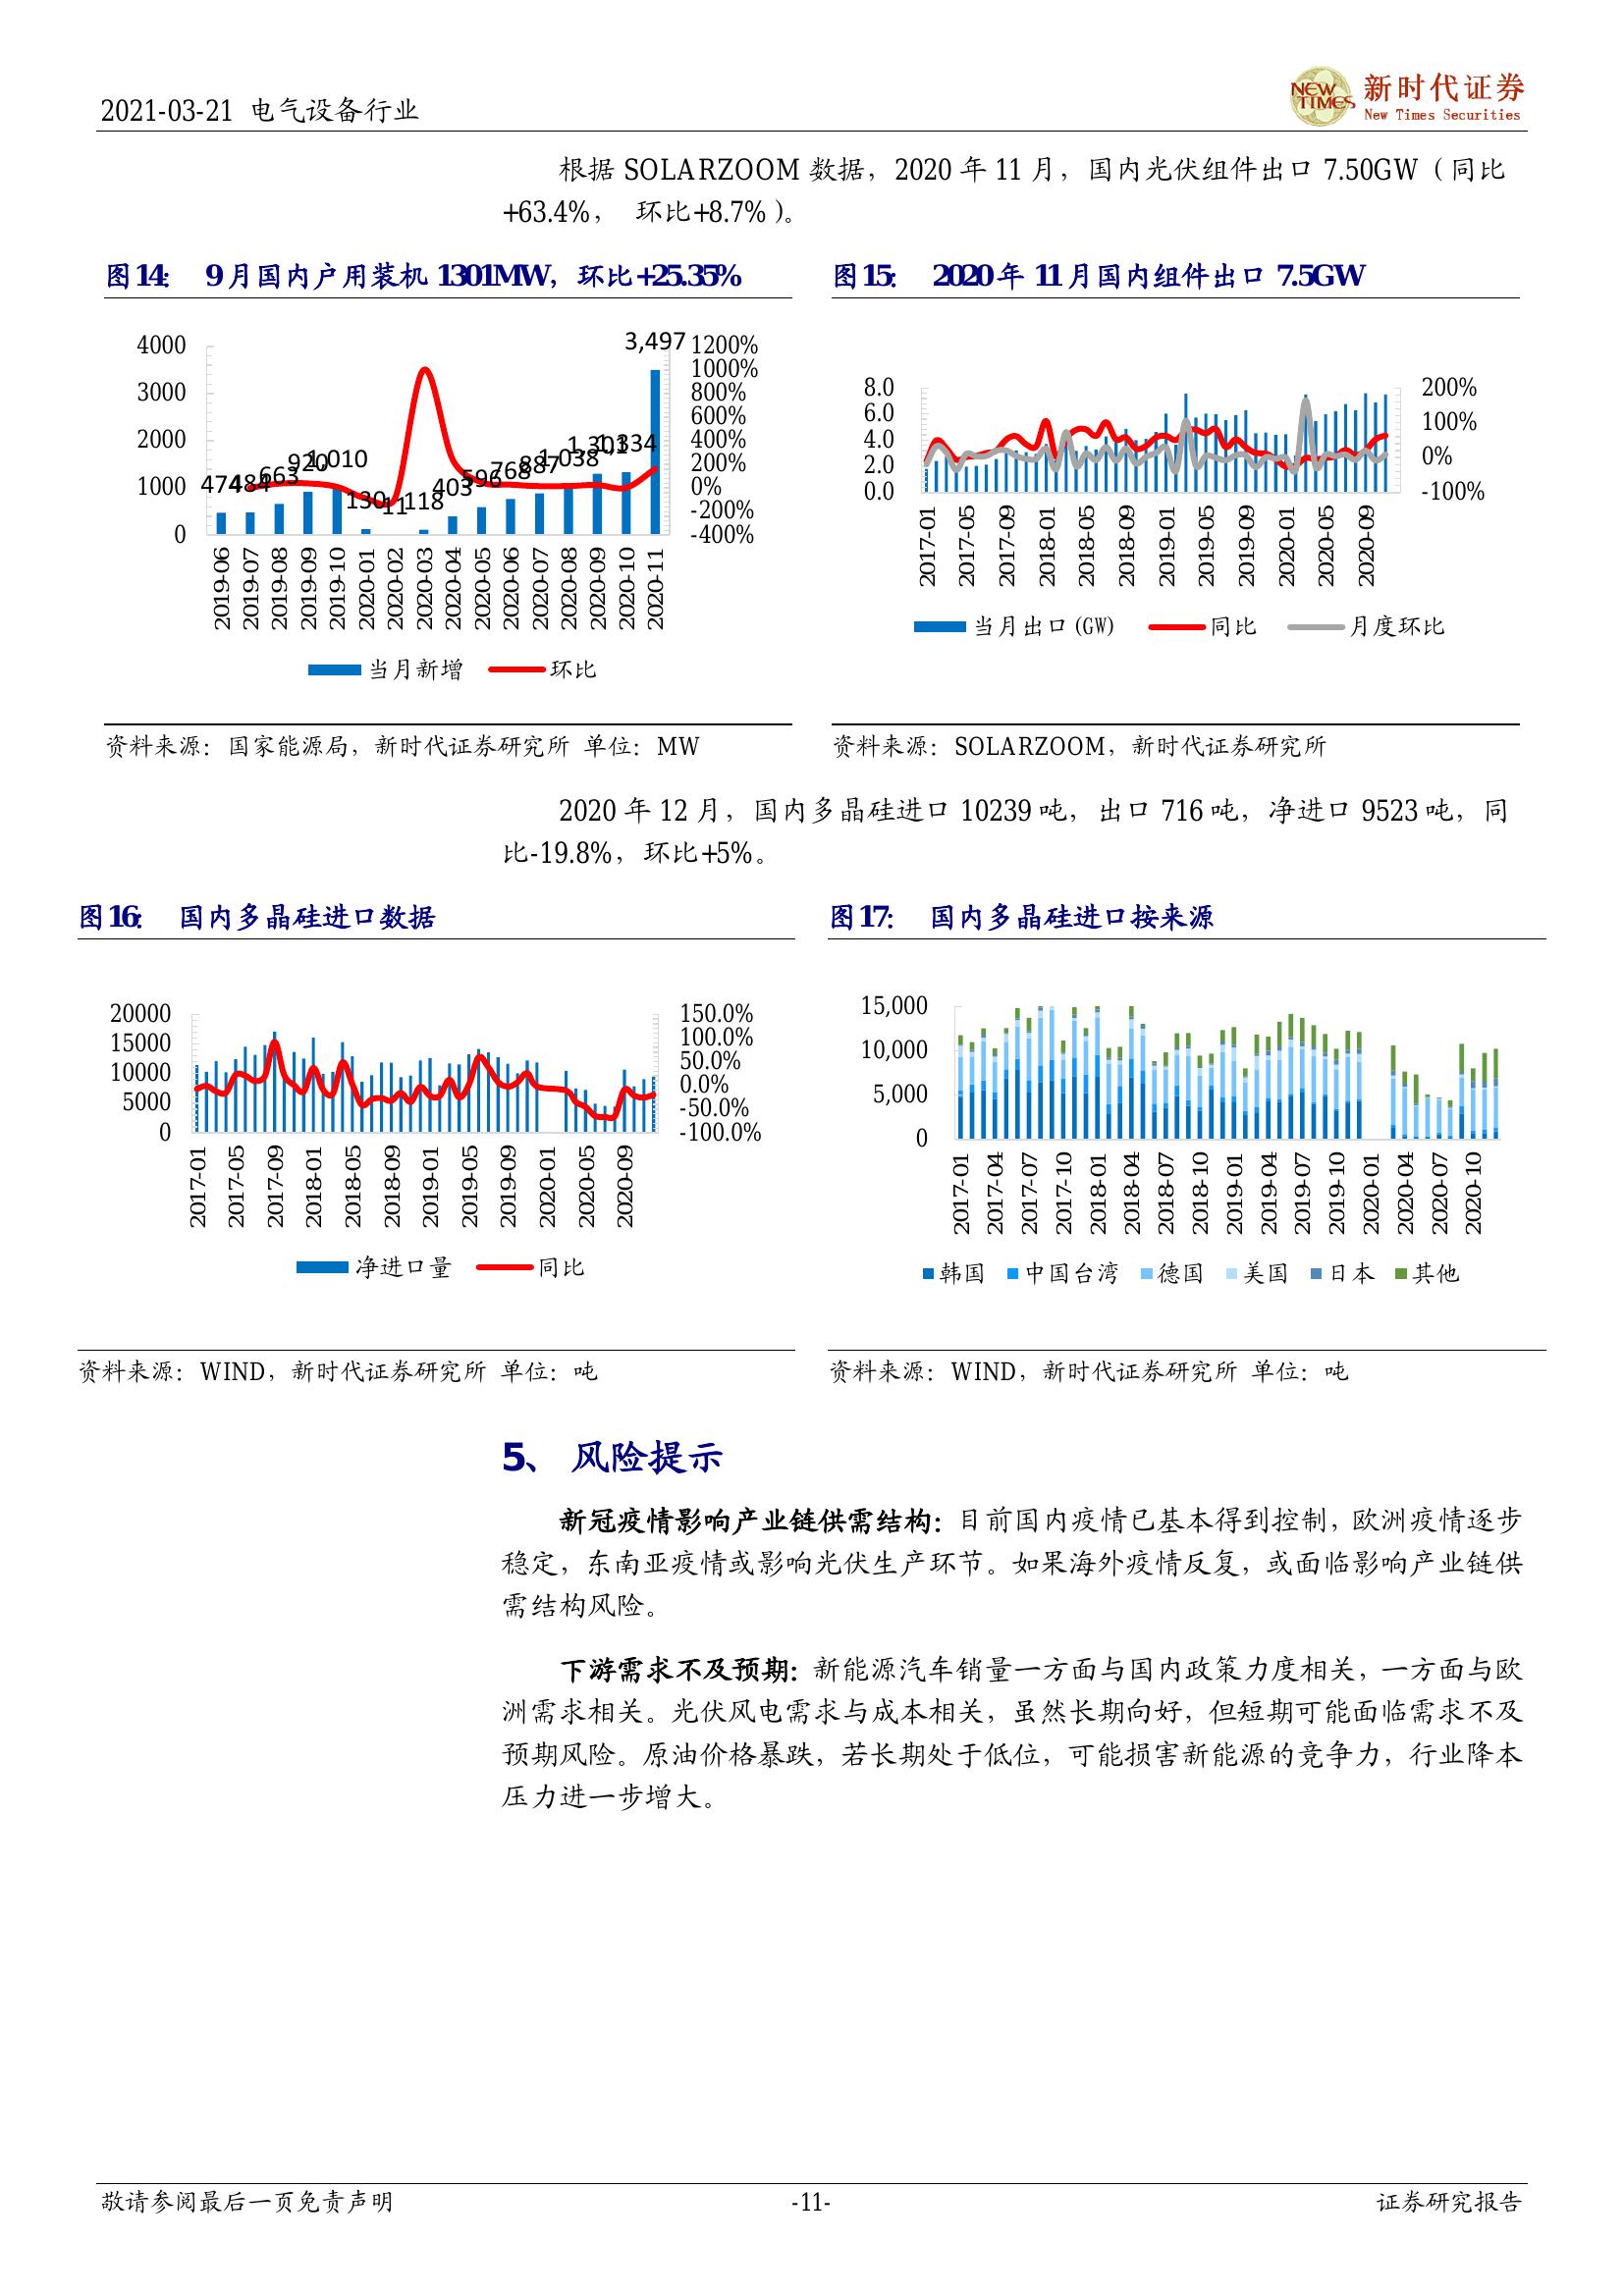 2021-03-21 电气设备行业
NEW TIMES 新时代证券
New Times Securities
根据 SOLARZOOM 数据，2020 年 11 月，国内光伏组件出口 7.50GW（同比
+63.4%， 环比+8.7%）。
图14： 9 月国内户用装机 1301MW，环比+25.35%
4000
3000
2000
1000
0
1200%
1000%
800%
600%
400%
200%
0%
-200%
-400%
474 484 663 920 1,010 130 11 118 403 596 768 887 1,038 1,301 1,334 3,497
2019-06 2019-07 2019-08 2019-09 2019-10 2020-01 2020-02 2020-03 2020-04 2020-05 2020-06 2020-07 2020-08 2020-09 2020-10 2020-11
当月新增 环比
资料来源：国家能源局，新时代证券研究所 单位：MW
图15： 2020 年 11 月国内组件出口 7.5GW
8.0
6.0
4.0
2.0
0.0
200%
100%
0%
-100%
2017-01 2017-05 2017-09 2018-01 2018-05 2018-09 2019-01 2019-05 2019-09 2020-01 2020-05 2020-09
当月出口(GW) 同比 月度环比
资料来源：SOLARZOOM，新时代证券研究所
2020 年 12 月，国内多晶硅进口 10239 吨，出口 716 吨，净进口 9523 吨，同
比-19.8%，环比+5%。
图16： 国内多晶硅进口数据
20000
15000
10000
5000
0
150.0%
100.0%
50.0%
0.0%
-50.0%
-100.0%
2017-01 2017-05 2017-09 2018-01 2018-05 2018-09 2019-01 2019-05 2019-09 2020-01 2020-05 2020-09
净进口量 同比
资料来源：WIND，新时代证券研究所 单位：吨
图17： 国内多晶硅进口按来源
15,000
10,000
5,000
0
2017-01 2017-04 2017-07 2017-10 2018-01 2018-04 2018-07 2018-10 2019-01 2019-04 2019-07 2019-10 2020-01 2020-04 2020-07 2020-10
韩国 中国台湾 德国 美国 日本 其他
资料来源：WIND，新时代证券研究所 单位：吨
5、 风险提示
新冠疫情影响产业链供需结构：目前国内疫情已基本得到控制，欧洲疫情逐步
稳定，东南亚疫情或影响光伏生产环节。如果海外疫情反复，或面临影响产业链供
需结构风险。
下游需求不及预期：新能源汽车销量一方面与国内政策力度相关，一方面与欧
洲需求相关。光伏风电需求与成本相关，虽然长期向好，但短期可能面临需求不及
预期风险。原油价格暴跌，若长期处于低位，可能损害新能源的竞争力，行业降本
压力进一步增大。
敬请参阅最后一页免责声明 -11- 证券研究报告